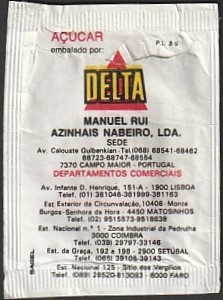 AÇÚCAR
embalado por:
PL 86
DELTA
MANUEL RUI
AZINHAIS NABEIRO, LDA.
SEDE
Av. Calouste Gulbenkian - Tel.(068) 68541-68462
68723-68747-68554
7370 CAMPO MAIOR - PORTUGAL
DEPARTAMENTOS COMERCIAIS
Av. Infante D. Henrique, 151-A - 1900 LISBOA
Telef. (01) 381046-381999-381163
Est. Exterior da Circunvalação, 10408 - Monte
Burgos-Senhora da Hora - 4450 MATOSINHOS
Telef. (02) 9515573-9518638
Est. Nacional n.º 1 - Zona Industrial da Pedrulha
3000 COIMBRA
Telef. (039) 29797-33146
Est. da Graça, 192 a 198 - 2900 SETÚBAL
Telef. (065) 39106-39143
Est. Nacional 125 - Sítio dos Vergílios
Telef. (089) 28520-813083 - 8000 FARO